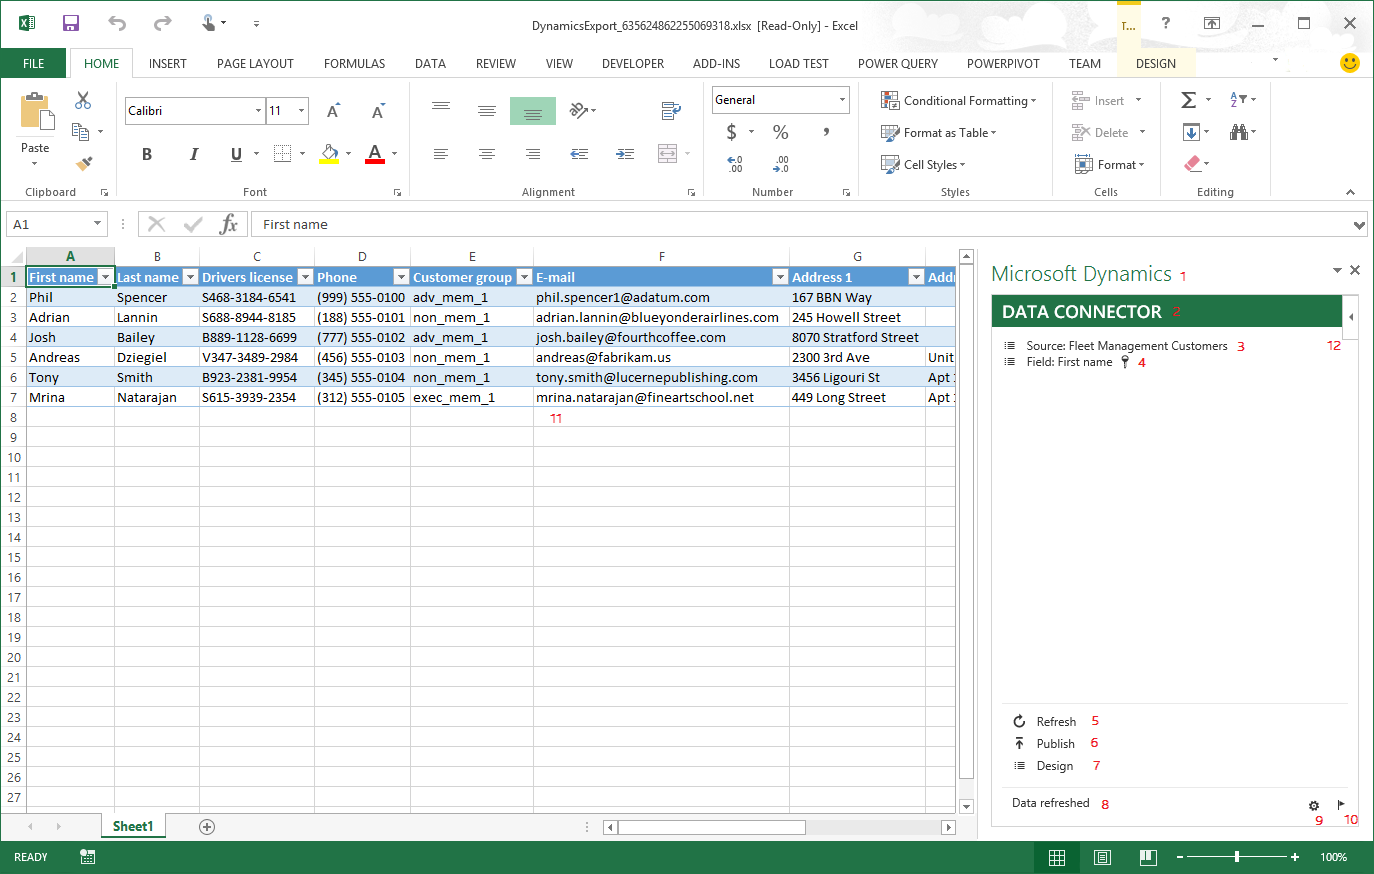 DynamicsExport_635624862255069318.xlsx [Read-Only] - Excel
T... ?
FILE HOME INSERT PAGE LAYOUT FORMULAS DATA REVIEW VIEW DEVELOPER ADD-INS LOAD TEST POWER QUERY POWERPIVOT TEAM DESIGN
Calibri 11 A A General Conditional Formatting Insert Σ
Paste $ % , Format as Table Delete
B I U A Cell Styles Format
Clipboard Font Alignment Number Styles Cells Editing
A1 fx First name
A B C D E F G
1 First name Last name Drivers license Phone Customer group E-mail Address 1 Addr
2 Phil Spencer S468-3184-6541 (999) 555-0100 adv_mem_1 phil.spencer1@adatum.com 167 BBN Way
3 Adrian Lannin S688-8944-8185 (188) 555-0101 non_mem_1 adrian.lannin@blueyonderairlines.com 245 Howell Street
4 Josh Bailey B889-1128-6699 (777) 555-0102 adv_mem_1 josh.bailey@fourthcoffee.com 8070 Stratford Street
5 Andreas Dziegiel V347-3489-2984 (456) 555-0103 non_mem_1 andreas@fabrikam.us 2300 3rd Ave Unit
6 Tony Smith B923-2381-9954 (345) 555-0104 non_mem_1 tony.smith@lucernepublishing.com 3456 Ligouri St Apt
7 Mrina Natarajan S615-3939-2354 (312) 555-0105 exec_mem_1 mrina.natarajan@fineartschool.net 449 Long Street Apt
8 11
9
10
11
12
13
14
15
16
17
18
19
20
21
22
23
24
25
26
27
Microsoft Dynamics 1
DATA CONNECTOR 2
Source: Fleet Management Customers 3 12
Field: First name 4
Refresh 5
Publish 6
Design 7
Data refreshed 8
9 10
Sheet1
READY 100%